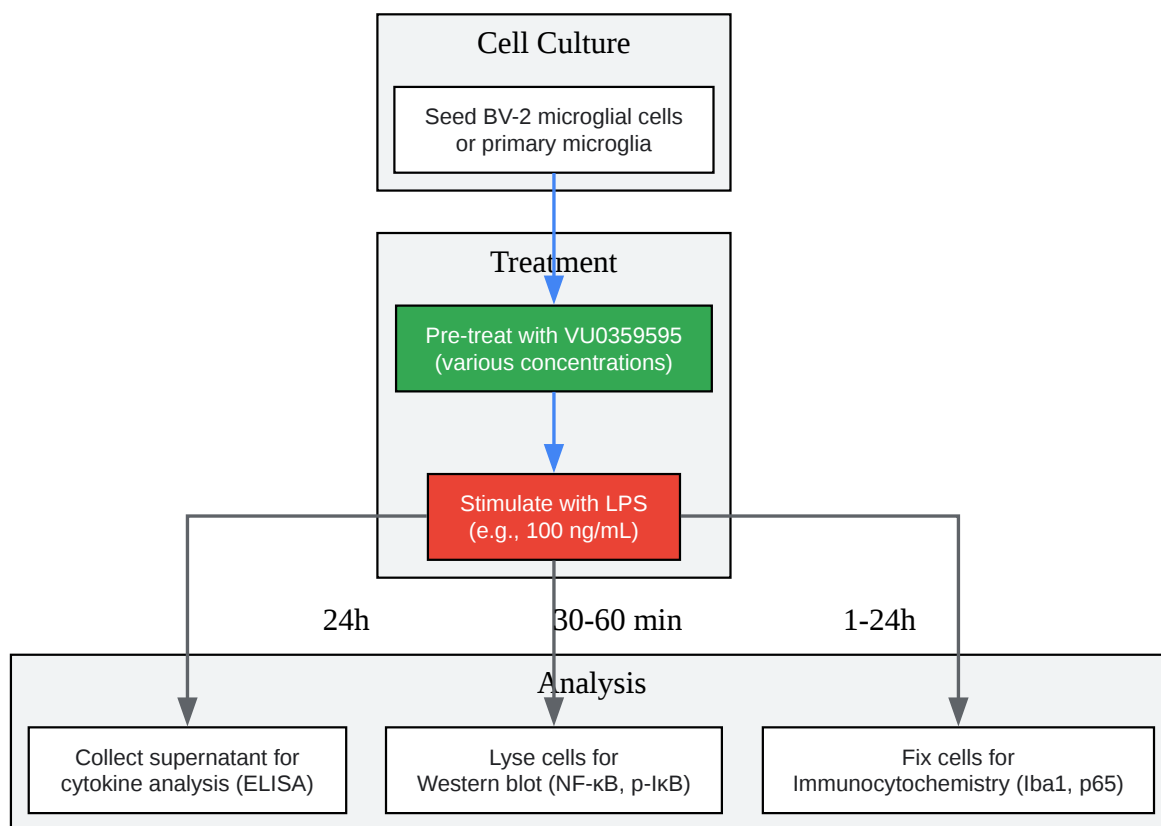 Cell Culture
Seed BV-2 microglial cells
or primary microglia
Treatment
Pre-treat with VU0359595
(various concentrations)
Stimulate with LPS
(e.g., 100 ng/mL)
24h
30-60 min
1-24h
Analysis
Collect supernatant for
cytokine analysis (ELISA)
Lyse cells for
Western blot (NF-κB, p-IκB)
Fix cells for
Immunocytochemistry (Iba1, p65)